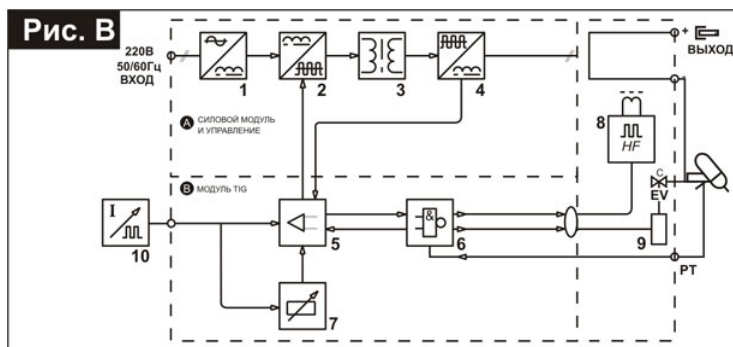 Рис. B
220В
50/60Гц
ВХОД
1
2
3
4
+
ВЫХОД
A СИЛОВОЙ МОДУЛЬ
И УПРАВЛЕНИЕ
8
HF
B МОДУЛЬ TIG
C
EV
I
10
5
&
6
9
PT
7